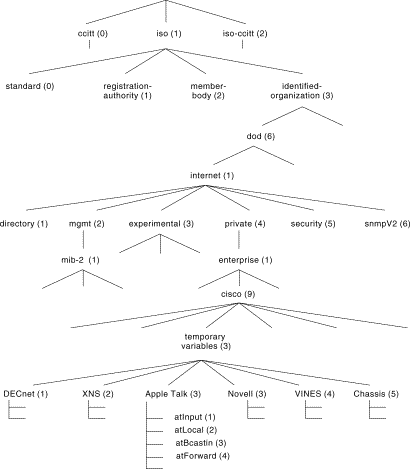 ccitt (0) iso (1) iso-ccitt (2)
standard (0) registration- member- identified-
authority (1) body (2) organization (3)
dod (6)
internet (1)
directory (1) mgmt (2) experimental (3) private (4) security (5) snmpV2 (6)
mib-2 (1) enterprise (1)
cisco (9)
temporary
variables (3)
DECnet (1) XNS (2) Apple Talk (3) Novell (3) VINES (4) Chassis (5)
atInput (1)
atLocal (2)
atBcastin (3)
atForward (4)